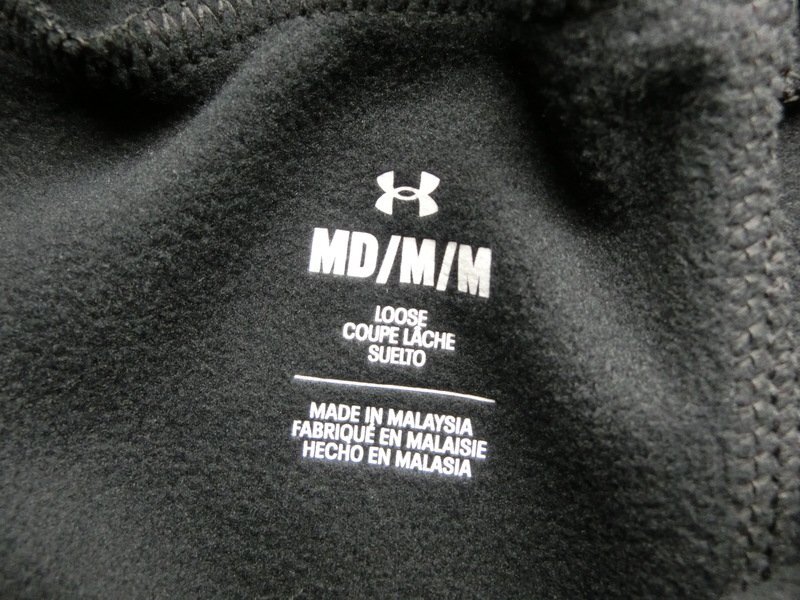 MD/M/M
LOOSE
COUPE LÂCHE
SUELTO
MADE IN MALAYSIA
FABRIQUÉ EN MALAISIE
HECHO EN MALASIA